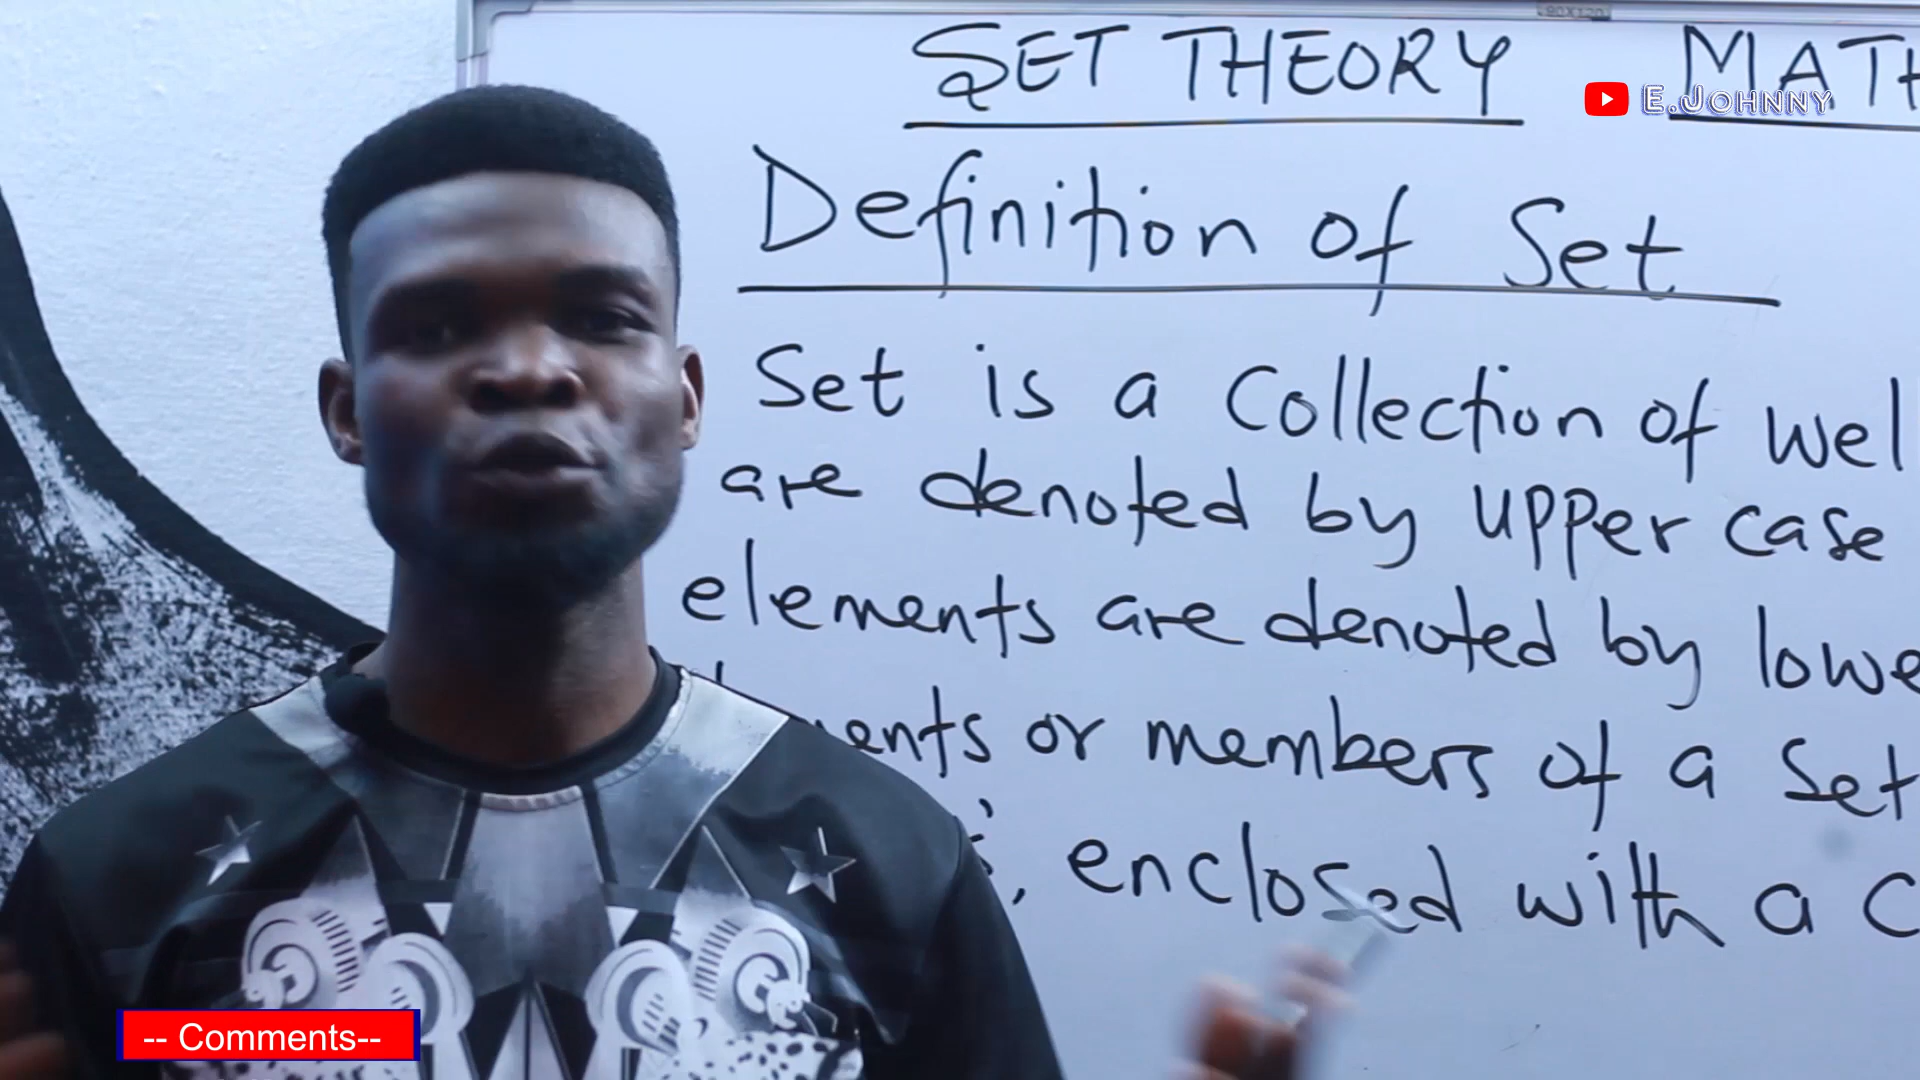 90X120
SET THEORY MATH
E.JOHNNY
Definition of Set
Set is a collection of wel
are denoted by upper case
elements are denoted by lowe
ents or members of a set
, enclosed with a c
-- Comments--